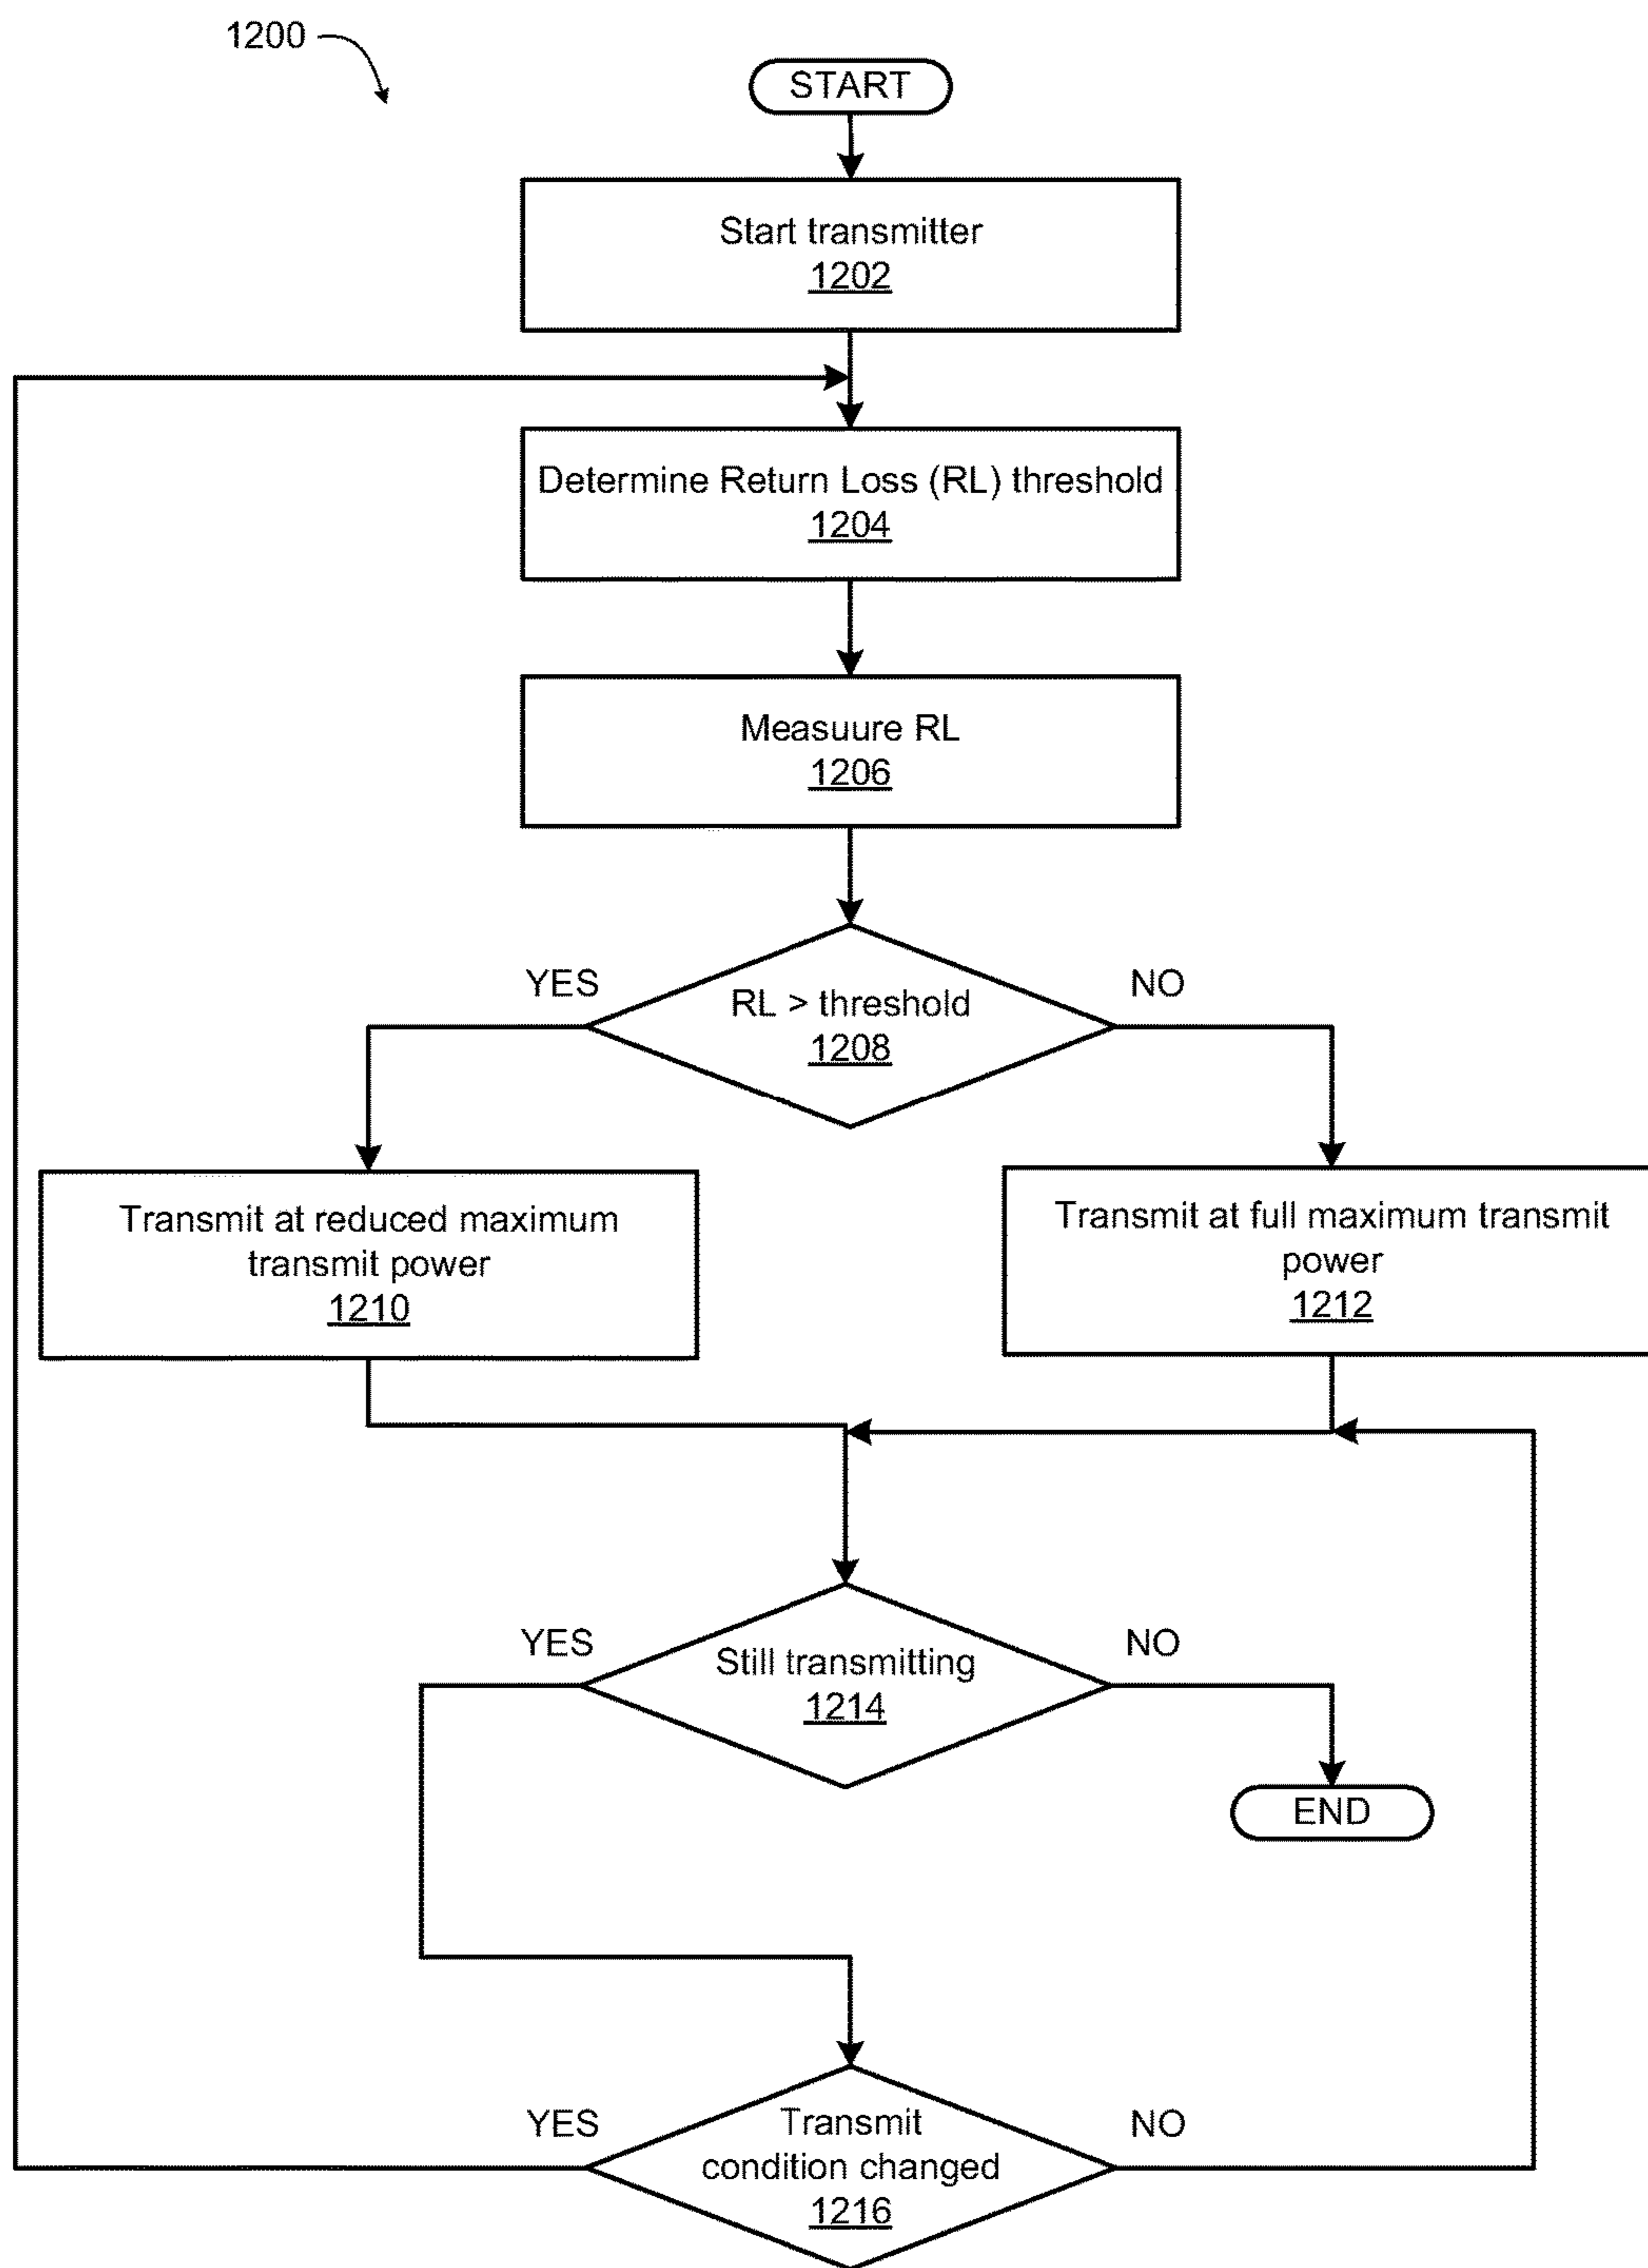 1200
START
Start transmitter
1202
Determine Return Loss (RL) threshold
1204
Measuure RL
1206
YES
NO
RL > threshold
1208
Transmit at reduced maximum
transmit power
1210
Transmit at full maximum transmit
power
1212
YES
NO
Still transmitting
1214
END
YES
NO
Transmit
condition changed
1216